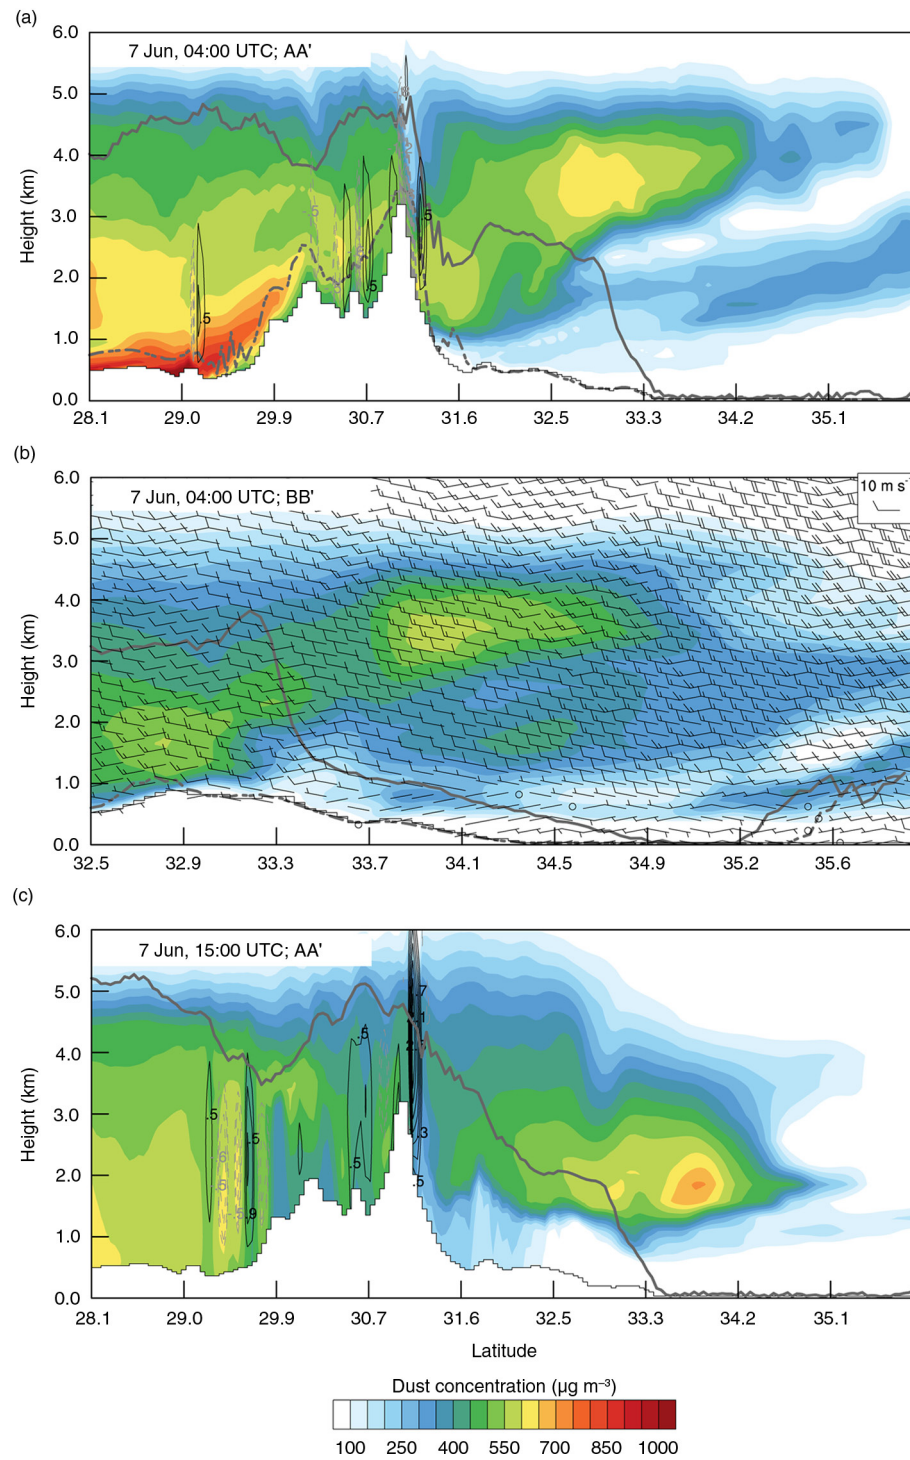 (a)
7 Jun, 04:00 UTC; AA'
Height (km)
6.0
5.0
4.0
3.0
2.0
1.0
0.0
.5
.5
.5
28.1 29.0 29.9 30.7 31.6 32.5 33.3 34.2 35.1
(b)
7 Jun, 04:00 UTC; BB'
10 m s
Height (km)
6.0
5.0
4.0
3.0
2.0
1.0
0.0
32.5 32.9 33.3 33.7 34.1 34.5 34.9 35.2 35.6
(c)
7 Jun, 15:00 UTC; AA'
Height (km)
6.0
5.0
4.0
3.0
2.0
1.0
0.0
.5
.5
.5
.5
.7
.3
.5
28.1 29.0 29.9 30.7 31.6 32.5 33.3 34.2 35.1
Latitude
Dust concentration (µg m⁻³)
100 250 400 550 700 850 1000